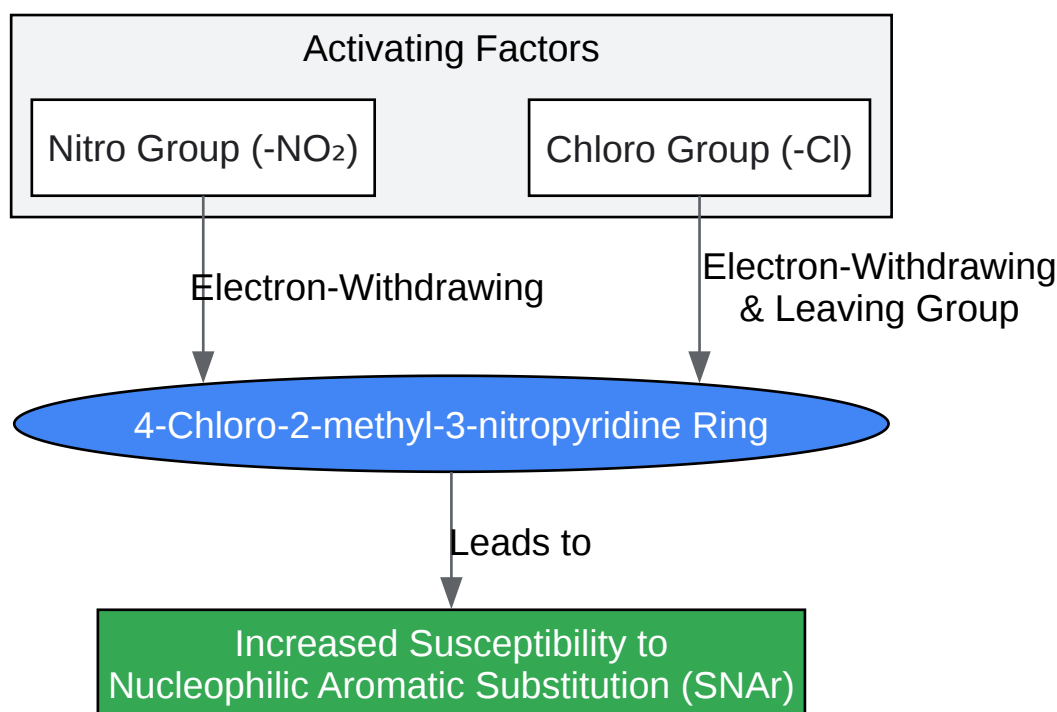 Activating Factors
Nitro Group (-NO₂)
Chloro Group (-Cl)
Electron-Withdrawing
Electron-Withdrawing
& Leaving Group
4-Chloro-2-methyl-3-nitropyridine Ring
Leads to
Increased Susceptibility to
Nucleophilic Aromatic Substitution (SNAr)